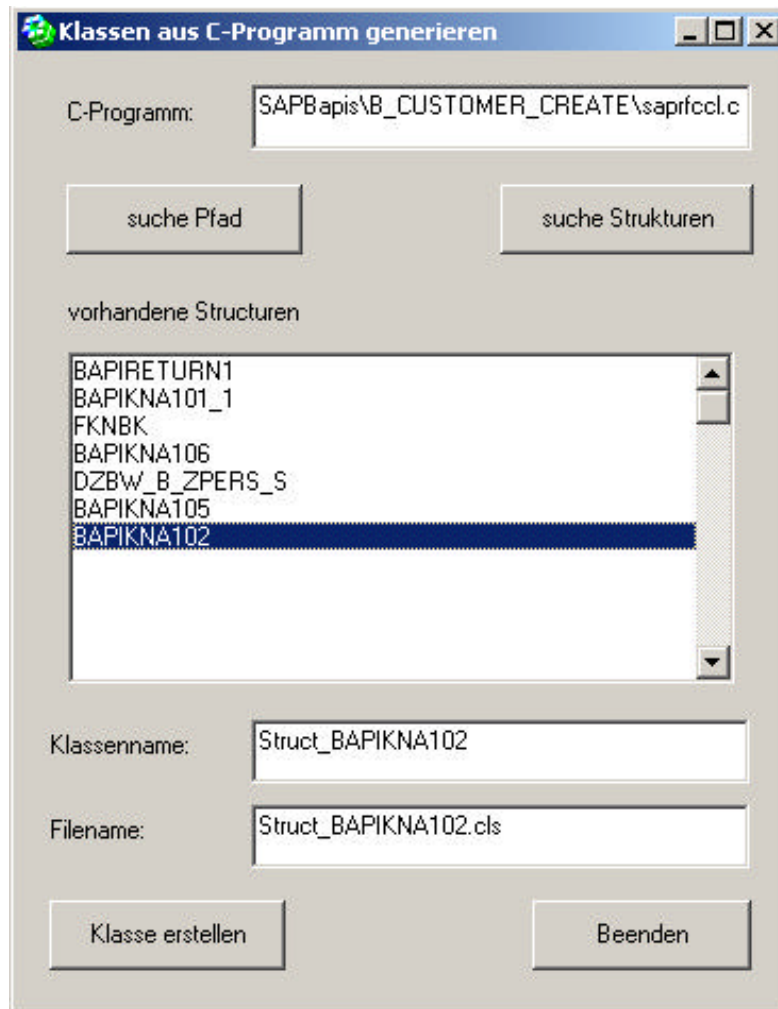 Klassen aus C-Programm generieren
C-Programm:
SAPBapis\B_CUSTOMER_CREATE\saprfccl.c
suche Pfad
suche Strukturen
vorhandene Structuren
BAPIRETURN1
BAPIKNA101_1
FKNBK
BAPIKNA106
DZBW_B_ZPERS_S
BAPIKNA105
BAPIKNA102
Klassenname:
Struct_BAPIKNA102
Filename:
Struct_BAPIKNA102.cls
Klasse erstellen
Beenden